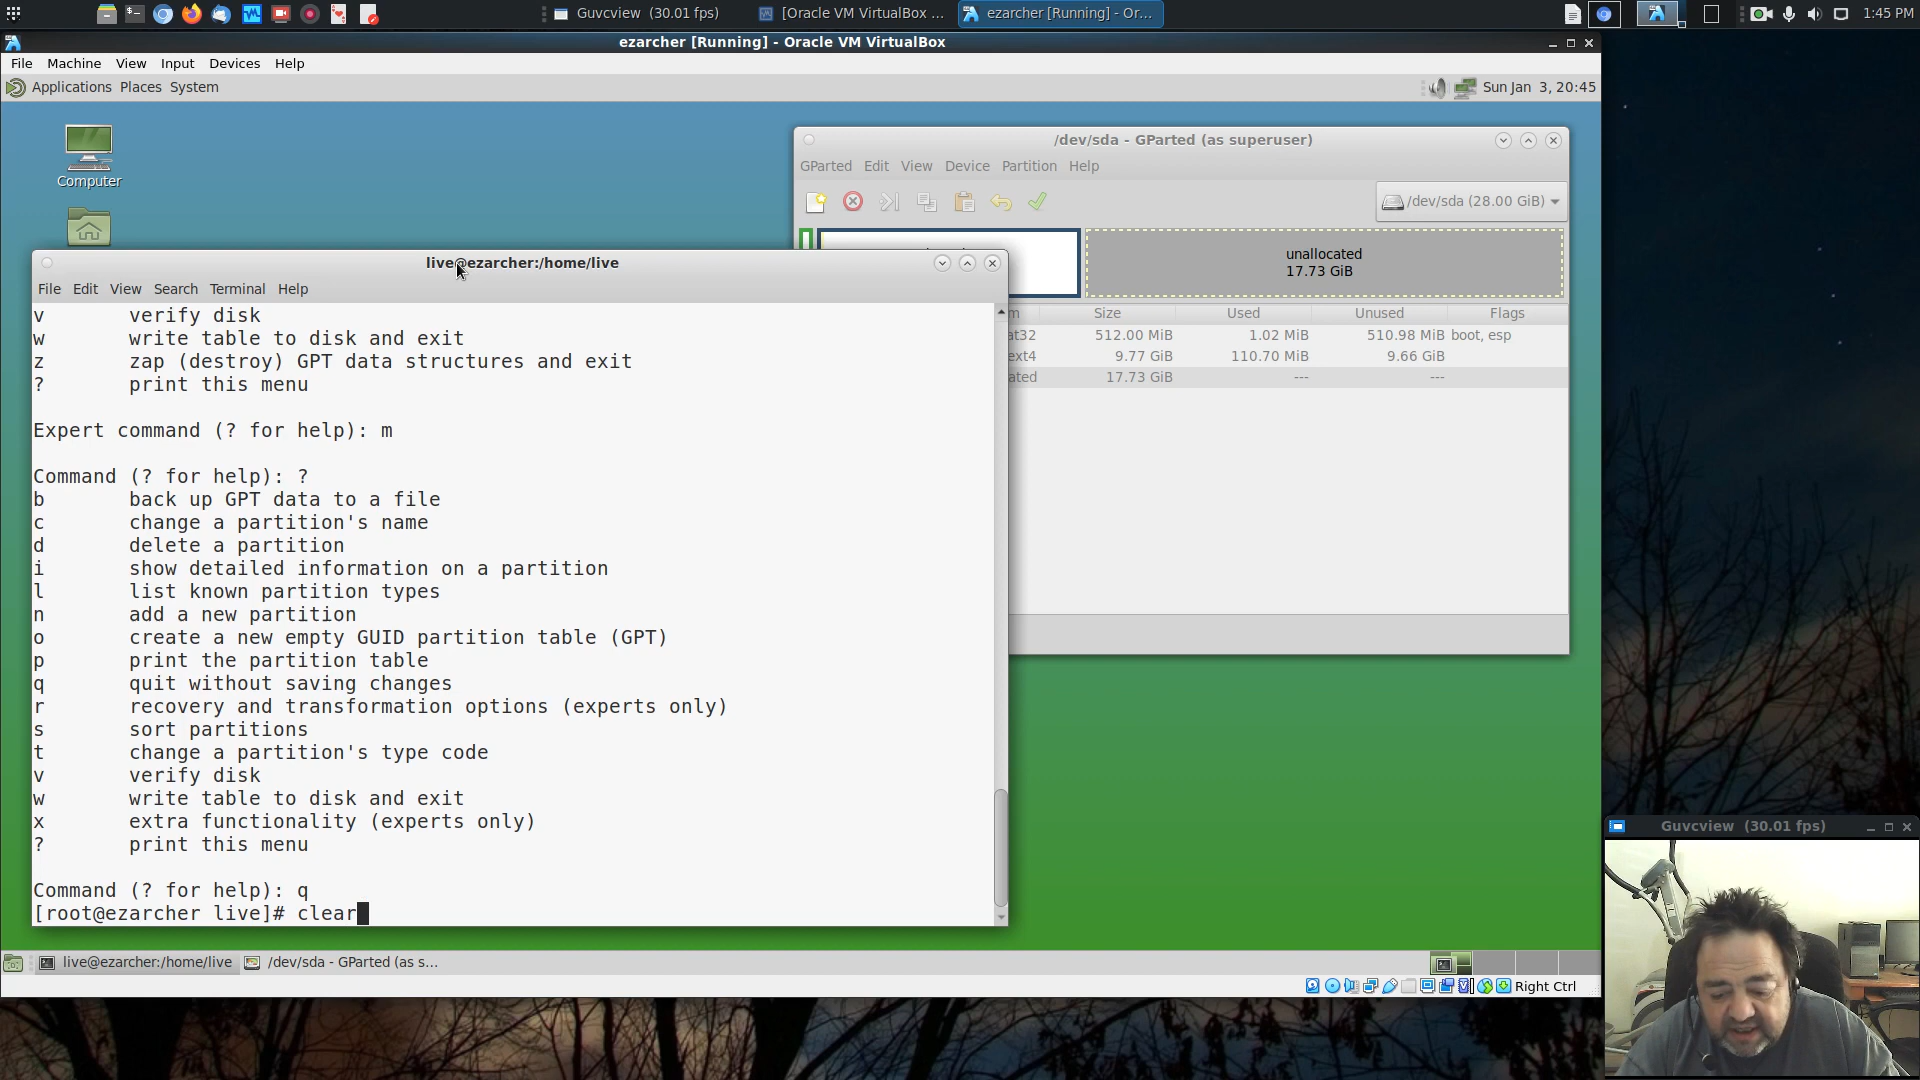 Guvcview (30.01 fps)
[Oracle VM VirtualBox ...
ezarcher [Running] - Or...
1:45 PM
ezarcher [Running] - Oracle VM VirtualBox
File Machine View Input Devices Help
Applications Places System
Sun Jan 3, 20:45
Computer
/dev/sda - GParted (as superuser)
GParted Edit View Device Partition Help
/dev/sda (28.00 GiB)
unallocated
17.73 GiB
Size Used Unused Flags
at32 512.00 MiB 1.02 MiB 510.98 MiB boot, esp
ext4 9.77 GiB 110.70 MiB 9.66 GiB
ated 17.73 GiB --- ---
live@ezarcher:/home/live
File Edit View Search Terminal Help
v verify disk
w write table to disk and exit
z zap (destroy) GPT data structures and exit
? print this menu
Expert command (? for help): m
Command (? for help): ?
b back up GPT data to a file
c change a partition's name
d delete a partition
i show detailed information on a partition
l list known partition types
n add a new partition
o create a new empty GUID partition table (GPT)
p print the partition table
q quit without saving changes
r recovery and transformation options (experts only)
s sort partitions
t change a partition's type code
v verify disk
w write table to disk and exit
x extra functionality (experts only)
? print this menu
Command (? for help): q
[root@ezarcher live]# clear
live@ezarcher:/home/live
/dev/sda - GParted (as s...
Right Ctrl
Guvcview (30.01 fps)